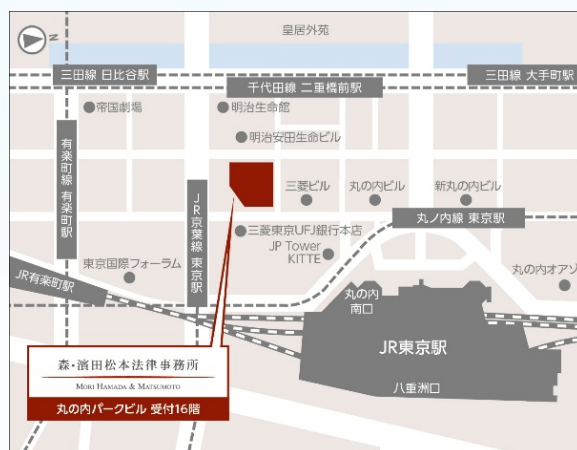 N
皇居外苑
三田線 日比谷駅
千代田線 二重橋前駅
三田線 大手町駅
帝国劇場
明治生命館
明治安田生命ビル
有楽町線 有楽町駅
JR京葉線 東京駅
三菱ビル
丸の内ビル
新丸の内ビル
丸ノ内線 東京駅
三菱東京UFJ銀行本店
JP Tower
KITTE
東京国際フォーラム
丸の内オアゾ
JR有楽町駅
丸の内
南口
JR東京駅
八重洲口
森・濱田松本法律事務所
MORI HAMADA & MATSUMOTO
丸の内パークビル 受付16階